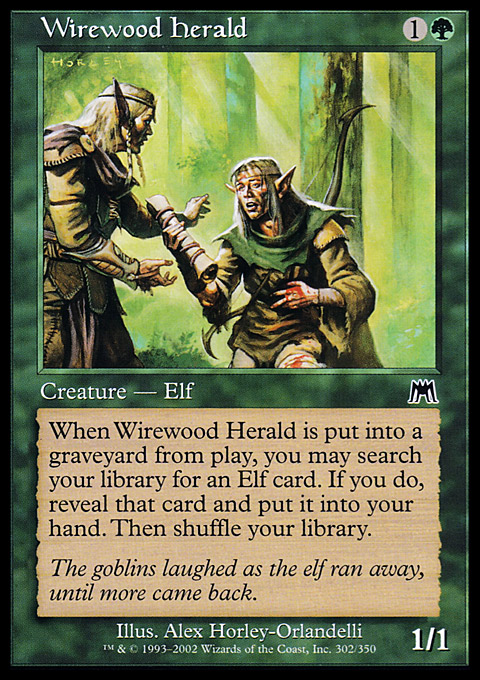 Wirewood Herald 1
HORLEY
Creature — Elf
When Wirewood Herald is put into a
graveyard from play, you may search
your library for an Elf card. If you do,
reveal that card and put it into your
hand. Then shuffle your library.
The goblins laughed as the elf ran away,
until more came back.
Illus. Alex Horley-Orlandelli
™ & © 1993–2002 Wizards of the Coast, Inc. 302/350
1/1